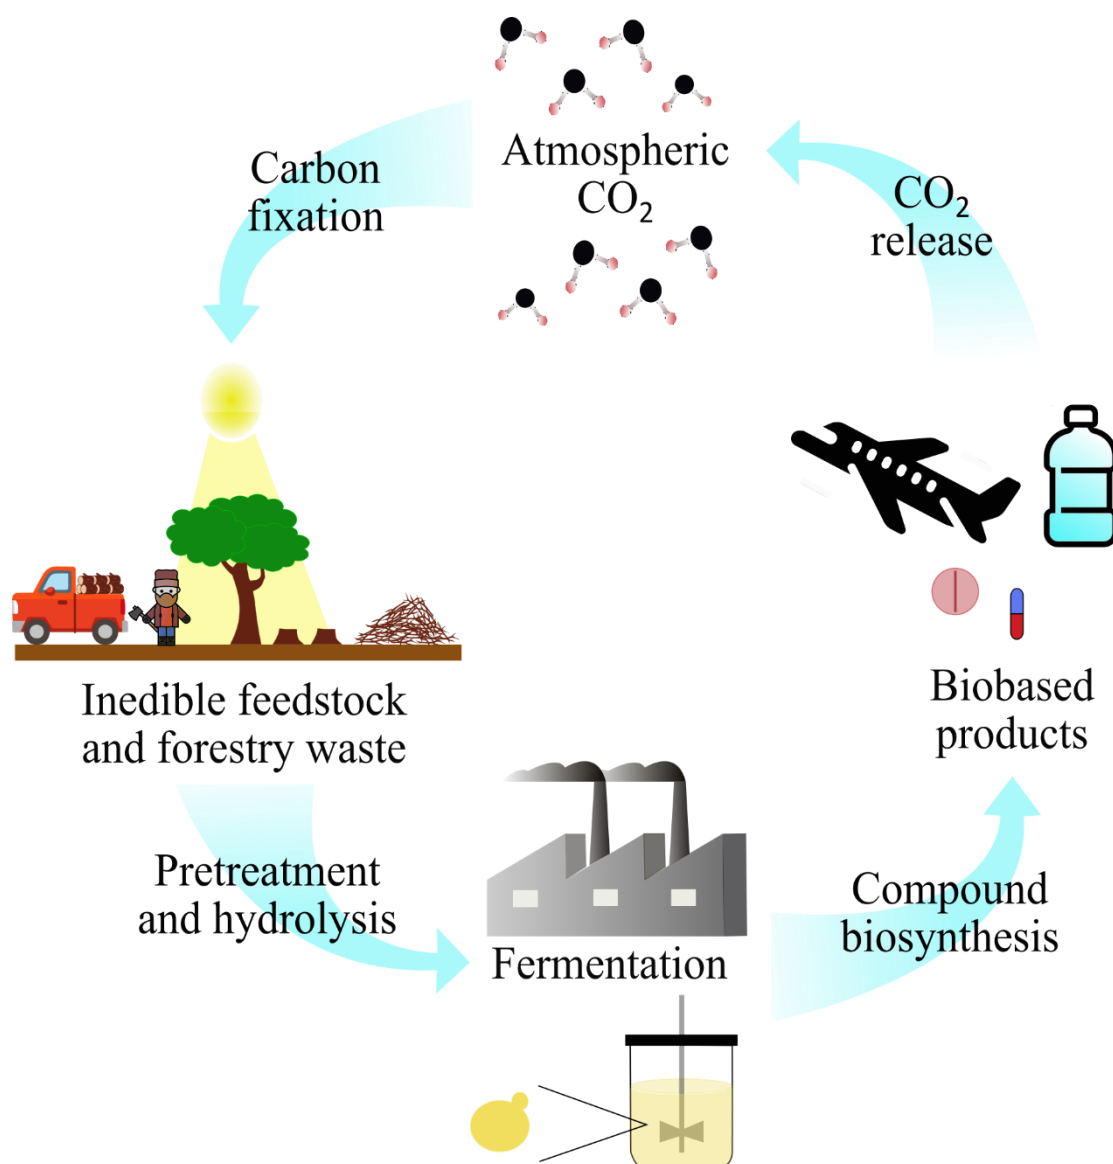 Atmospheric
CO₂
Carbon
fixation
CO₂
release
Inedible feedstock
and forestry waste
Biobased
products
Pretreatment
and hydrolysis
Compound
biosynthesis
Fermentation